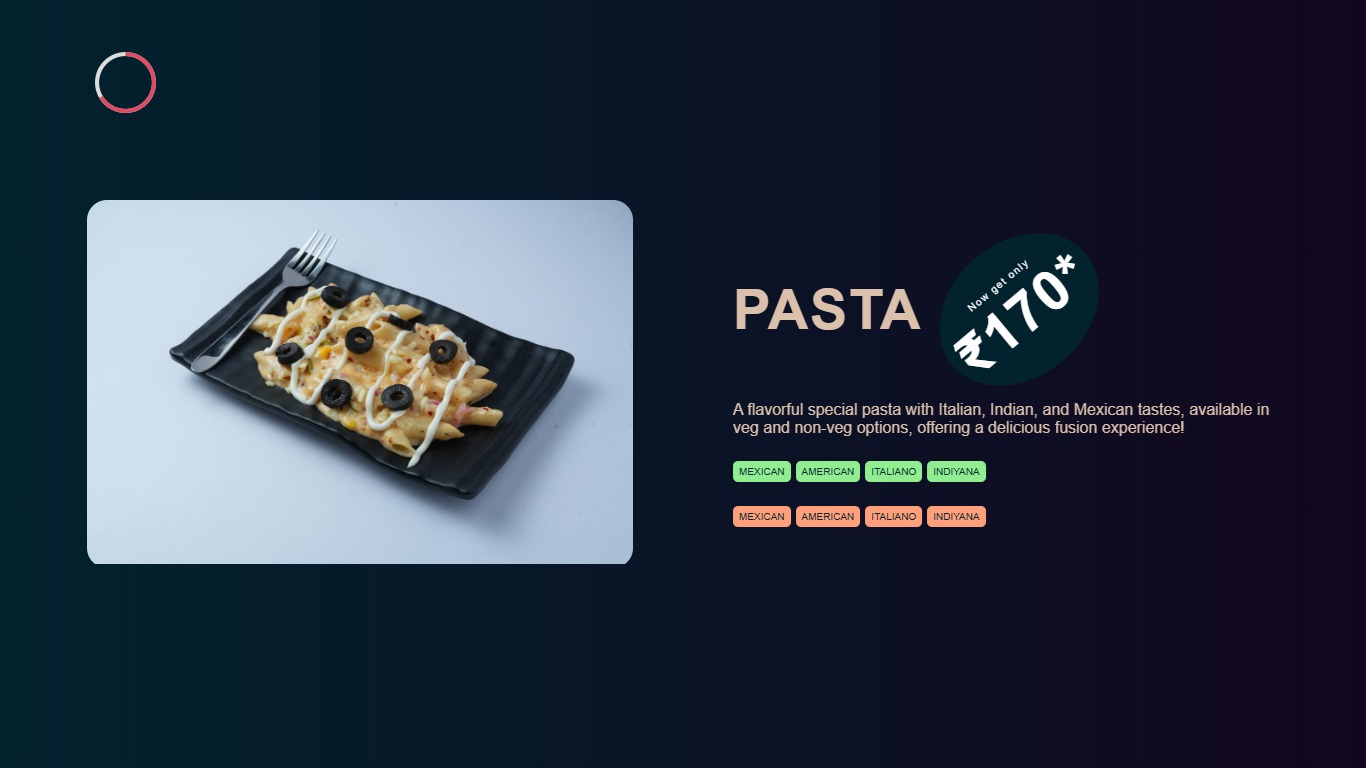 PASTA
Now get only
₹170*
A flavorful special pasta with Italian, Indian, and Mexican tastes, available in
veg and non-veg options, offering a delicious fusion experience!
MEXICAN AMERICAN ITALIANO INDIYANA
MEXICAN AMERICAN ITALIANO INDIYANA